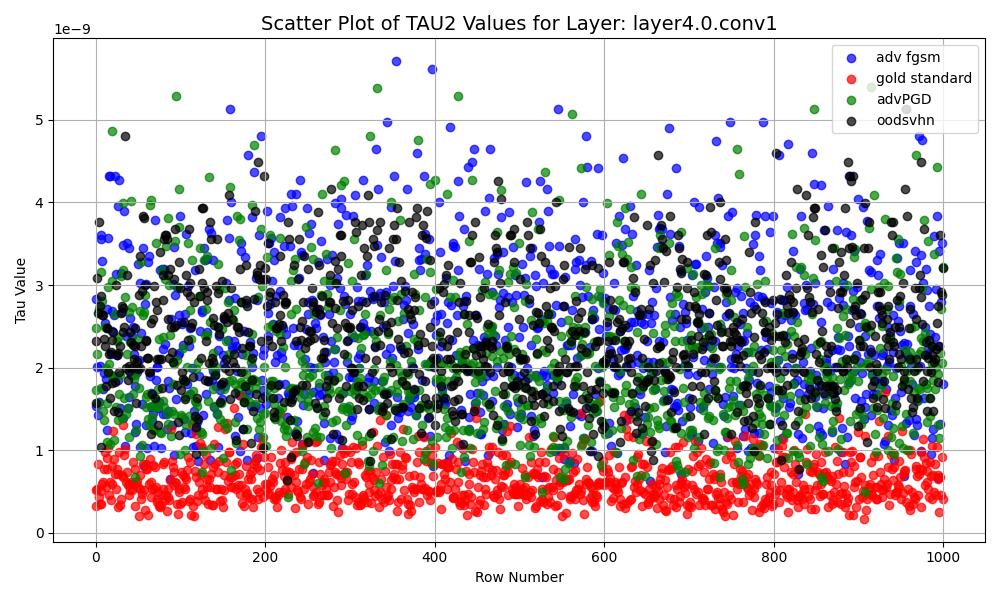 Scatter Plot of TAU2 Values for Layer: layer4.0.conv1
1e−9
adv fgsm
gold standard
advPGD
oodsvhn
Tau Value
5
4
3
2
1
0
0 200 400 600 800 1000
Row Number